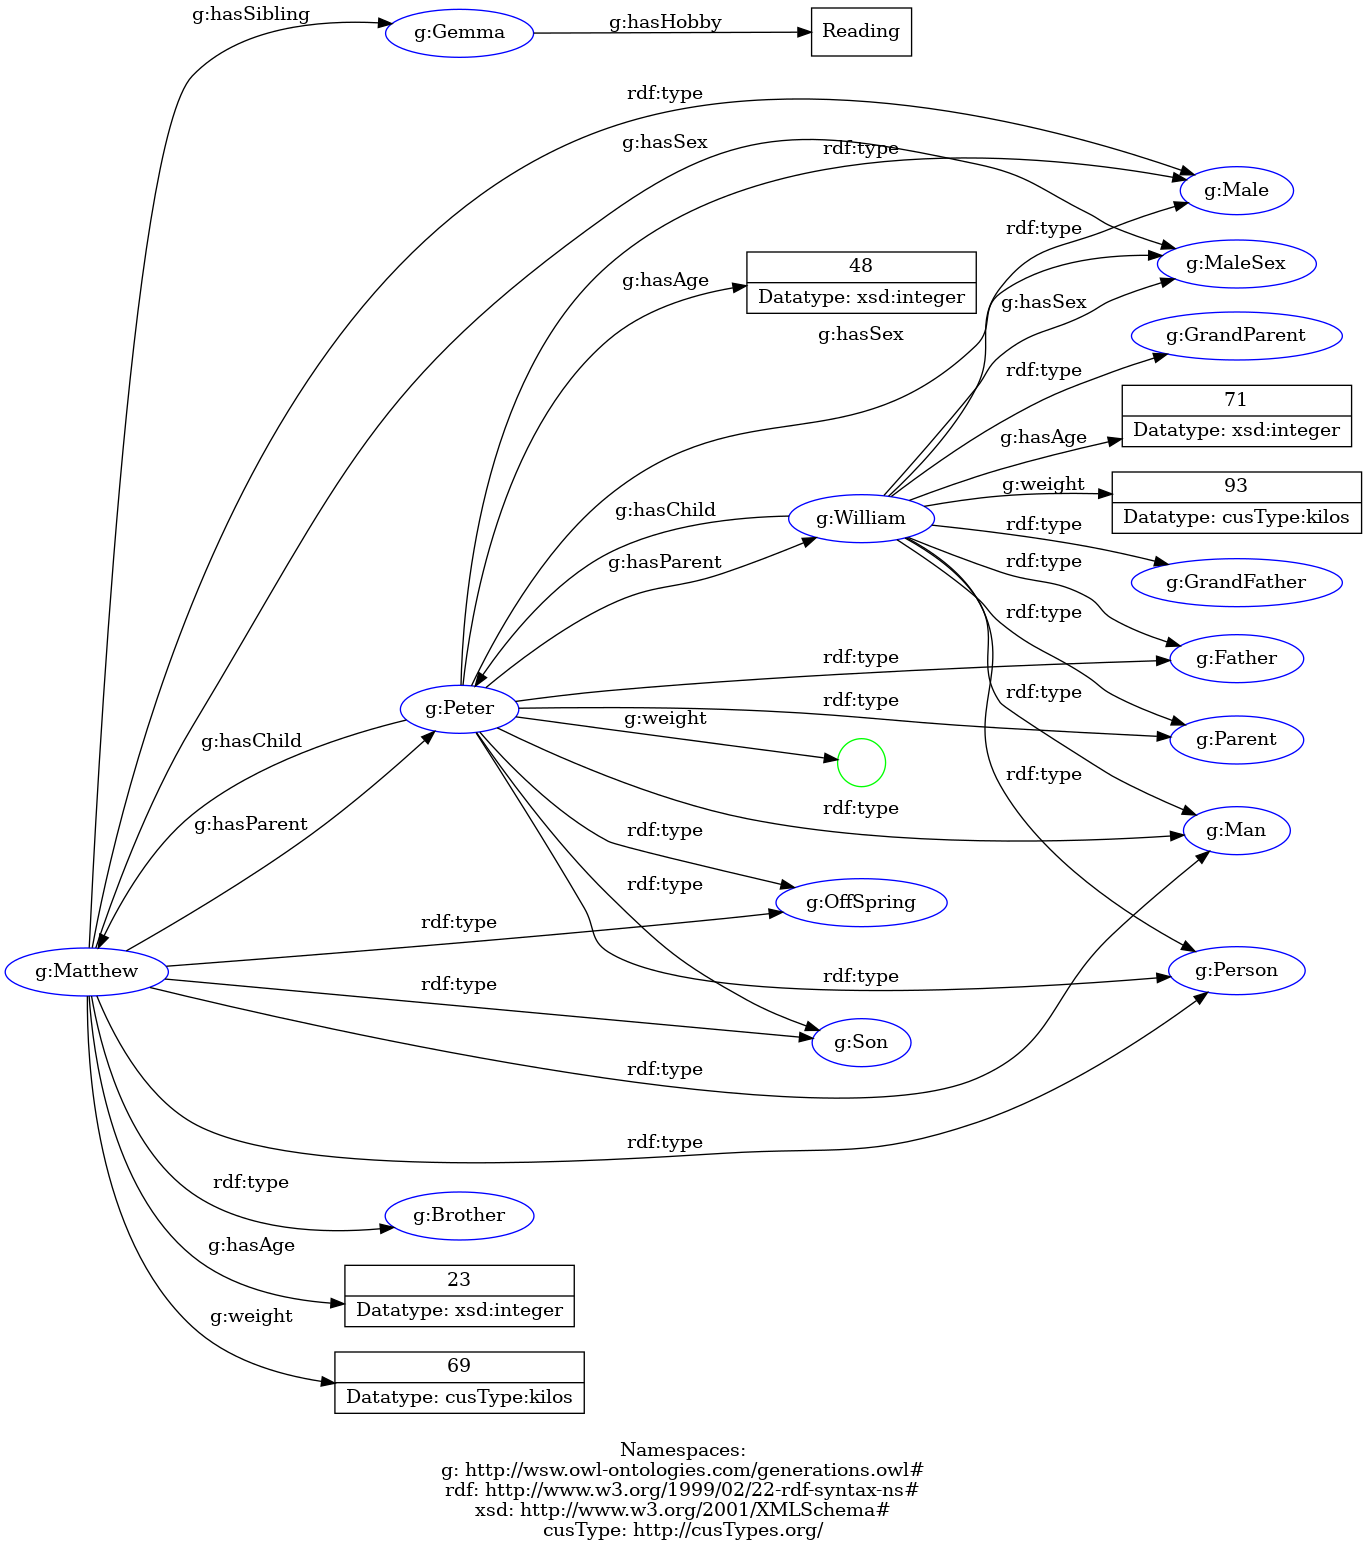 g:hasSibling
g:Gemma
g:hasHobby
Reading
rdf:type
g:hasSex
rdf:type
g:Male
rdf:type
g:MaleSex
48
Datatype: xsd:integer
g:hasAge
g:hasSex
g:hasSex
g:GrandParent
rdf:type
71
Datatype: xsd:integer
g:hasAge
g:weight
93
Datatype: cusType:kilos
g:hasChild
g:William
rdf:type
g:hasParent
rdf:type
g:GrandFather
rdf:type
g:Father
rdf:type
rdf:type
rdf:type
g:Peter
g:weight
g:Parent
g:hasChild
rdf:type
rdf:type
g:hasParent
rdf:type
g:Man
rdf:type
g:OffSpring
rdf:type
g:Matthew
rdf:type
rdf:type
g:Person
g:Son
rdf:type
rdf:type
rdf:type
g:Brother
g:hasAge
23
Datatype: xsd:integer
g:weight
69
Datatype: cusType:kilos
Namespaces:
g: http://wsw.owl-ontologies.com/generations.owl#
rdf: http://www.w3.org/1999/02/22-rdf-syntax-ns#
xsd: http://www.w3.org/2001/XMLSchema#
cusType: http://cusTypes.org/